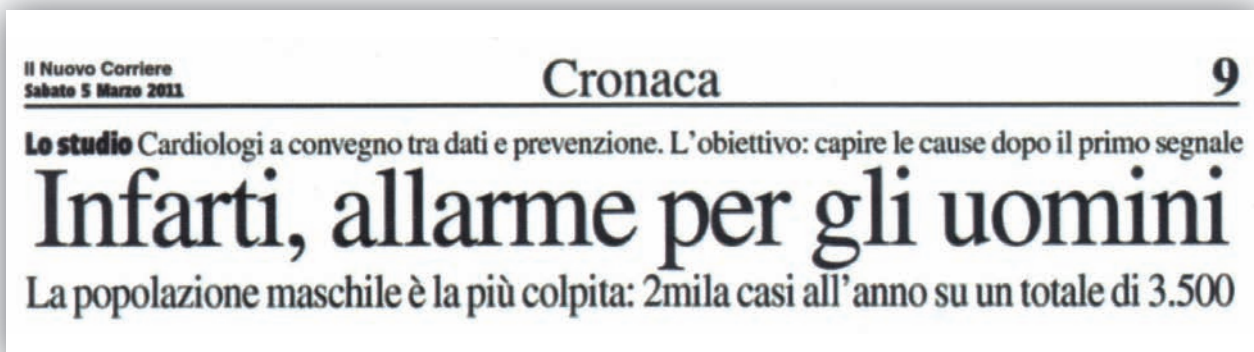 Il Nuovo Corriere
Sabato 5 Marzo 2011
Cronaca
9
Lo studio Cardiologi a convegno tra dati e prevenzione. L'obiettivo: capire le cause dopo il primo segnale
Infarti, allarme per gli uomini
La popolazione maschile è la più colpita: 2mila casi all'anno su un totale di 3.500